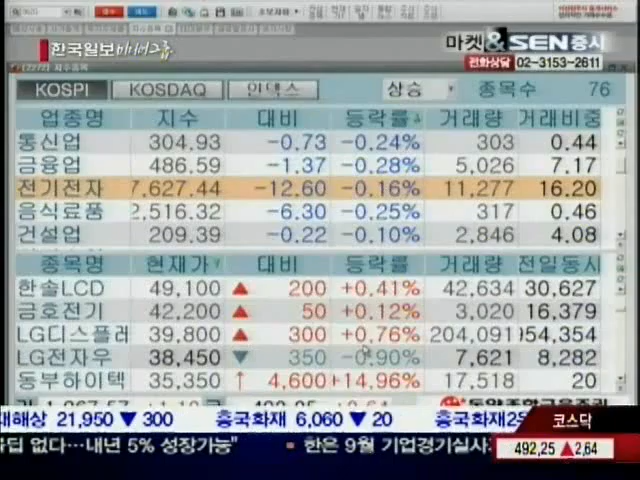 한국일보 미디어그룹
마켓 & SEN증시
전화상담 02-3153-2611
KOSPI KOSDAQ 인덱스 상승 종목수 76
업종명 지수 대비 등락률 거래량 거래비중
통신업 304.93 -0.73 -0.24% 303 0.44
금융업 486.59 -1.37 -0.28% 5,026 7.17
전기전자 7,627.44 -12.60 -0.16% 11,277 16.20
음식료품 2,516.32 -6.30 -0.25% 317 0.46
건설업 209.39 -0.22 -0.10% 2,846 4.08
종목명 현재가 대비 등락률 거래량 전일동시
한솔LCD 49,100 ▲ 200 +0.41% 42,634 30,627
금호전기 42,200 ▲ 50 +0.12% 3,020 16,379
LG디스플레 39,800 ▲ 300 +0.76% 204,091 954,354
LG전자우 38,450 ▼ 350 -0.90% 7,621 8,282
동부하이텍 35,350 ↑ 4,600 +14.96% 17,518 20
대해상 21,950 ▼ 300 흥국화재 6,060 ▼ 20 흥국화재2우 코스닥
유딥 없다…내년 5% 성장가능" 한은 9월 기업경기실사지 492,25 ▲2,64